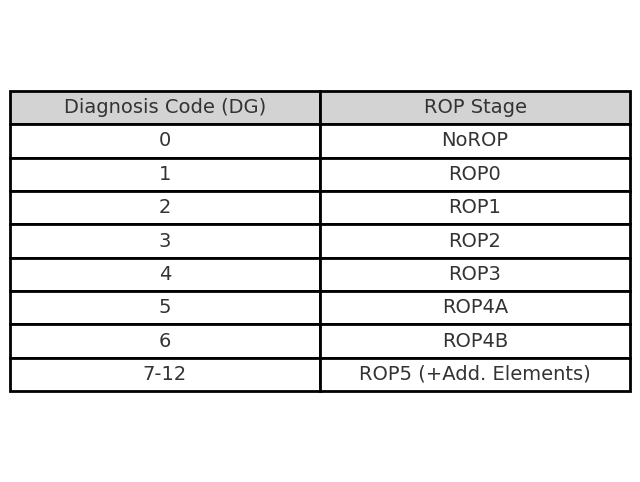 Diagnosis Code (DG) ROP Stage
0 NoROP
1 ROP0
2 ROP1
3 ROP2
4 ROP3
5 ROP4A
6 ROP4B
7-12 ROP5 (+Add. Elements)